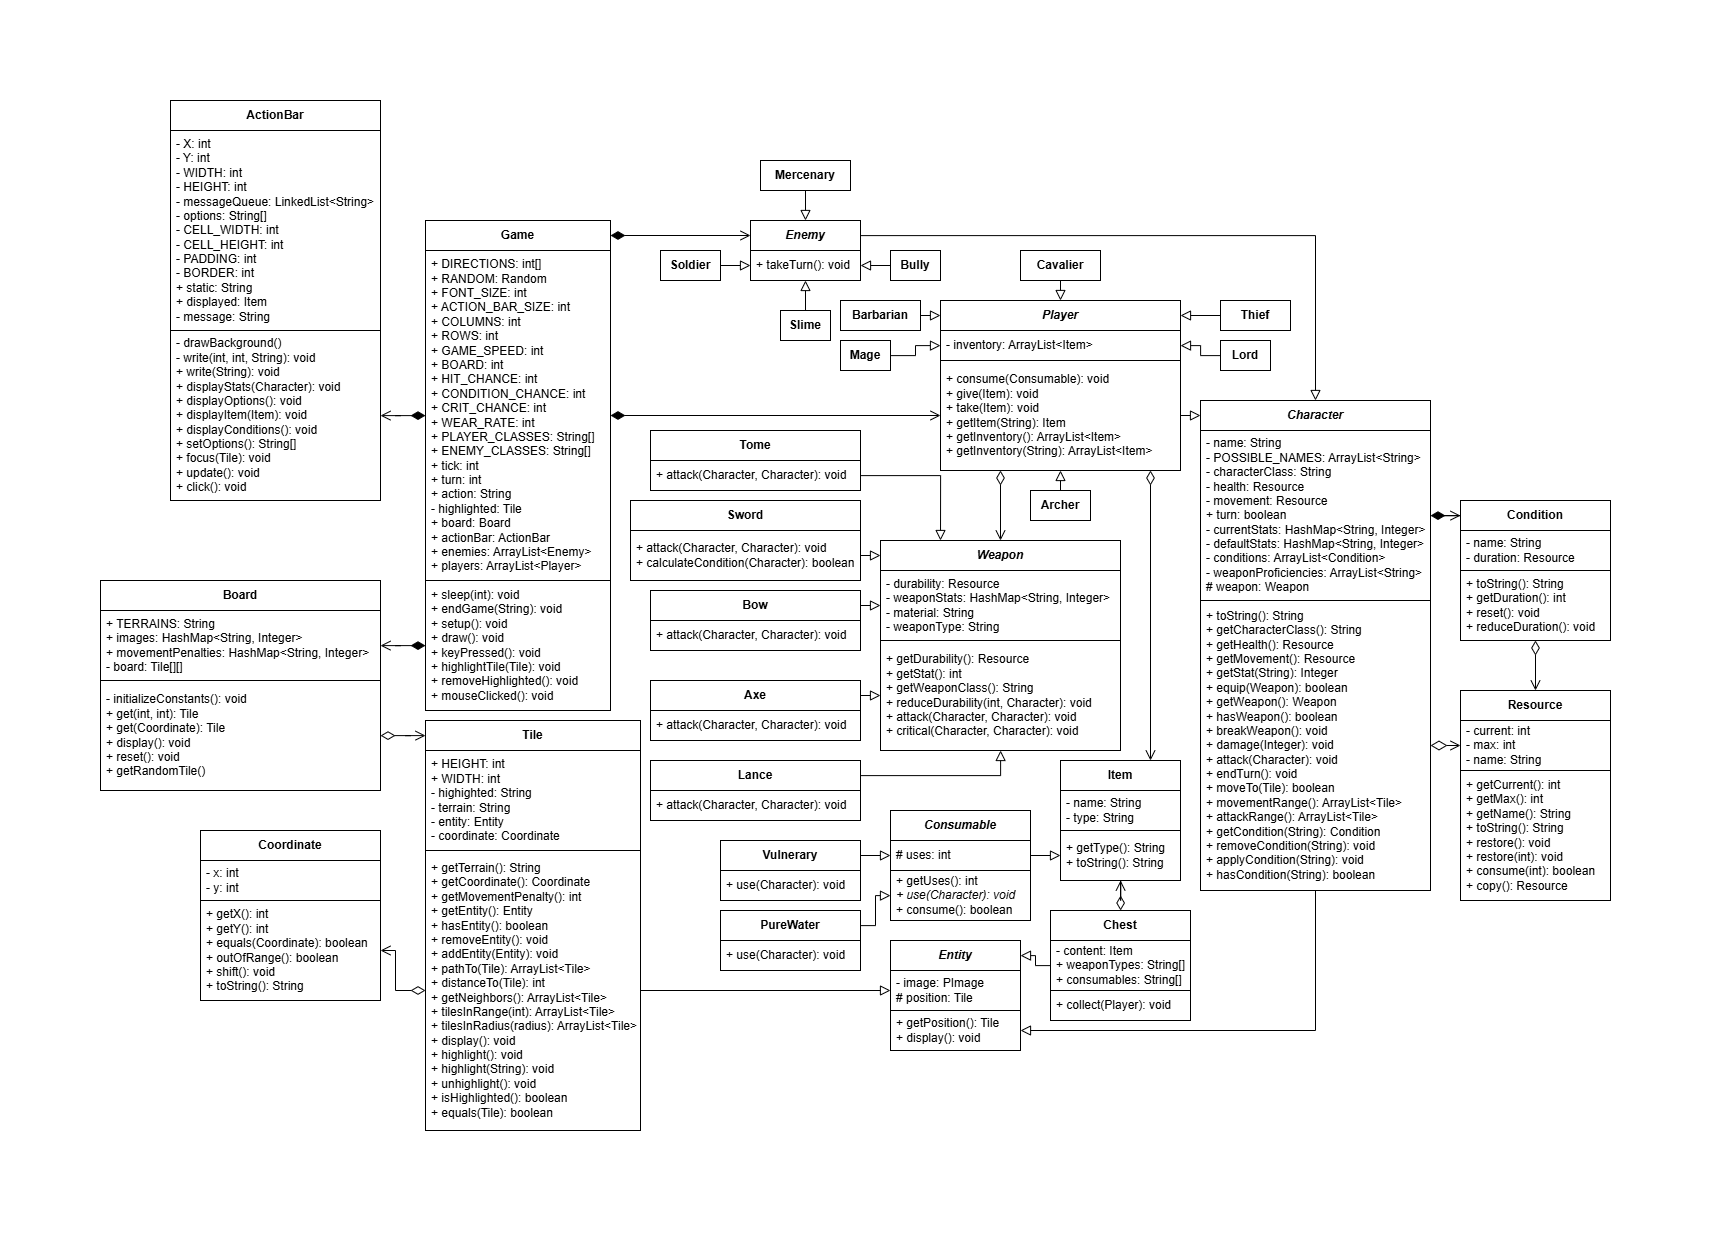 ActionBar
- X: int
- Y: int
- WIDTH: int
- HEIGHT: int
- messageQueue: LinkedList<String>
- options: String[]
- CELL_WIDTH: int
- CELL_HEIGHT: int
- PADDING: int
- BORDER: int
+ static: String
+ displayed: Item
+ message: String
- drawBackground()
- write(int, int, String): void
+ write(String): void
+ displayStats(Character): void
+ displayOptions(): void
+ displayItem(Item): void
+ displayConditions(): void
+ setOptions(): String[]
+ focus(Tile): void
+ update(): void
+ click(): void
Game
+ DIRECTIONS: int[]
+ RANDOM: Random
+ FONT_SIZE: int
+ ACTION_BAR_SIZE: int
+ COLUMNS: int
+ ROWS: int
+ GAME_SPEED: int
+ BOARD: int
+ HIT_CHANCE: int
+ CONDITION_CHANCE: int
+ CRIT_CHANCE: int
+ WEAR_RATE: int
+ PLAYER_CLASSES: String[]
+ ENEMY_CLASSES: String[]
+ tick: int
+ turn: int
+ action: String
- highlighted: Tile
+ board: Board
+ actionBar: ActionBar
+ enemies: ArrayList<Enemy>
+ players: ArrayList<Player>
+ sleep(int): void
+ endGame(String): void
+ setup(): void
+ draw(): void
+ keyPressed(): void
+ highlightTile(Tile): void
+ removeHighlighted(): void
+ mouseClicked(): void
Mercenary
Enemy
+ takeTurn(): void
Soldier
Bully
Slime
Cavalier
Barbarian
Mage
Player
- inventory: ArrayList<Item>
+ consume(Consumable): void
+ give(Item): void
+ take(Item): void
+ getItem(String): Item
+ getInventory(): ArrayList<Item>
+ getInventory(String): ArrayList<Item>
Thief
Lord
Archer
Character
- name: String
- POSSIBLE_NAMES: ArrayList<String>
- characterClass: String
- health: Resource
- movement: Resource
+ turn: boolean
- currentStats: HashMap<String, Integer>
- defaultStats: HashMap<String, Integer>
- conditions: ArrayList<Condition>
- weaponProficiencies: ArrayList<String>
# weapon: Weapon
+ toString(): String
+ getCharacterClass(): String
+ getHealth(): Resource
+ getMovement(): Resource
+ getStat(String): Integer
+ equip(Weapon): boolean
+ getWeapon(): Weapon
+ hasWeapon(): boolean
+ breakWeapon(): void
+ damage(Integer): void
+ attack(Character): void
+ endTurn(): void
+ moveTo(Tile): boolean
+ movementRange(): ArrayList<Tile>
+ attackRange(): ArrayList<Tile>
+ getCondition(String): Condition
+ removeCondition(String): void
+ applyCondition(String): void
+ hasCondition(String): boolean
Condition
- name: String
- duration: Resource
+ toString(): String
+ getDuration(): int
+ reset(): void
+ reduceDuration(): void
Resource
- current: int
- max: int
- name: String
+ getCurrent(): int
+ getMax(): int
+ getName(): String
+ toString(): String
+ restore(): void
+ restore(int): void
+ consume(int): boolean
+ copy(): Resource
Tome
+ attack(Character, Character): void
Sword
+ attack(Character, Character): void
+ calculateCondition(Character): boolean
Bow
+ attack(Character, Character): void
Axe
+ attack(Character, Character): void
Lance
+ attack(Character, Character): void
Weapon
- durability: Resource
- weaponStats: HashMap<String, Integer>
- material: String
- weaponType: String
+ getDurability(): Resource
+ getStat(): int
+ getWeaponClass(): String
+ reduceDurability(int, Character): void
+ attack(Character, Character): void
+ critical(Character, Character): void
Board
+ TERRAINS: String
+ images: HashMap<String, Integer>
+ movementPenalties: HashMap<String, Integer>
- board: Tile[][]
- initializeConstants(): void
+ get(int, int): Tile
+ get(Coordinate): Tile
+ display(): void
+ reset(): void
+ getRandomTile()
Tile
+ HEIGHT: int
+ WIDTH: int
- highighted: String
- terrain: String
- entity: Entity
- coordinate: Coordinate
+ getTerrain(): String
+ getCoordinate(): Coordinate
+ getMovementPenalty(): int
+ getEntity(): Entity
+ hasEntity(): boolean
+ removeEntity(): void
+ addEntity(Entity): void
+ pathTo(Tile): ArrayList<Tile>
+ distanceTo(Tile): int
+ getNeighbors(): ArrayList<Tile>
+ tilesInRange(int): ArrayList<Tile>
+ tilesInRadius(radius): ArrayList<Tile>
+ display(): void
+ highlight(): void
+ highlight(String): void
+ unhighlight(): void
+ isHighlighted(): boolean
+ equals(Tile): boolean
Coordinate
- x: int
- y: int
+ getX(): int
+ getY(): int
+ equals(Coordinate): boolean
+ outOfRange(): boolean
+ shift(): void
+ toString(): String
Vulnerary
+ use(Character): void
PureWater
+ use(Character): void
Consumable
# uses: int
+ getUses(): int
+ use(Character): void
+ consume(): boolean
Item
- name: String
- type: String
+ getType(): String
+ toString(): String
Chest
- content: Item
+ weaponTypes: String[]
+ consumables: String[]
+ collect(Player): void
Entity
- image: PImage
# position: Tile
+ getPosition(): Tile
+ display(): void